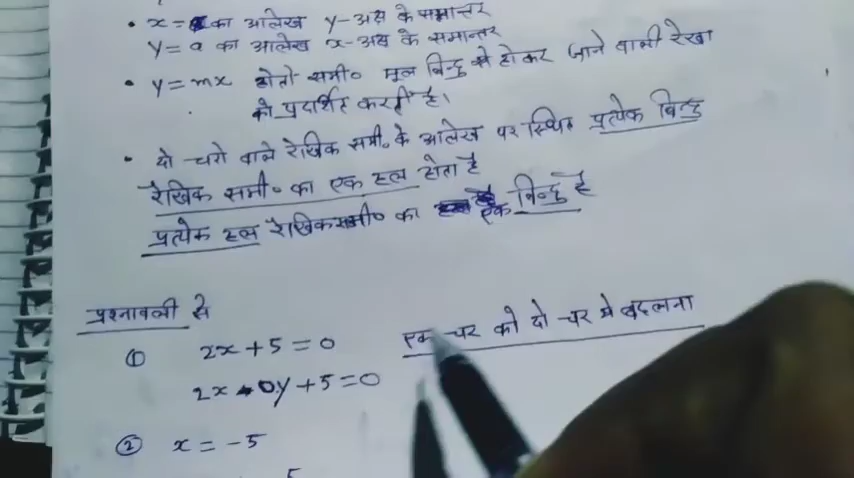 • x = a का आलेख y-अक्ष के समान्तर
y = a का आलेख x-अक्ष के समान्तर
• y = mx होतो समी० मूल बिन्दु से होकर जाने वाली रेखा
को प्रदर्शित करती है।
• दो चरो वाले रैखिक समी. के आलेख पर स्थित प्रत्येक बिन्दु
रैखिक समी० का एक हल होता है
प्रत्येक हल रैखिक समी० का एक बिन्दु है
प्रश्नावली से
① 2x + 5 = 0 एक चर को दो चर मे बदलना
2x + 0y + 5 = 0
② x = -5
5